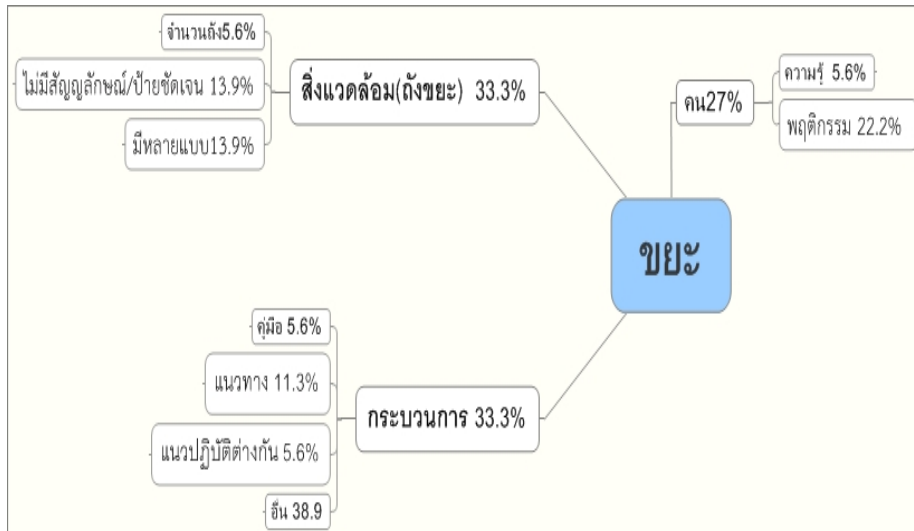 จำนวนถัง5.6%
ไม่มีสัญญลักษณ์/ป้ายชัดเจน 13.9%
มีหลายแบบ13.9%
สิ่งแวดล้อม(ถังขยะ) 33.3%
คน27%
ความรู้ 5.6%
พฤติกรรม 22.2%
ขยะ
คู่มือ 5.6%
แนวทาง 11.3%
แนวปฏิบัติต่างกัน 5.6%
อื่น 38.9
กระบวนการ 33.3%